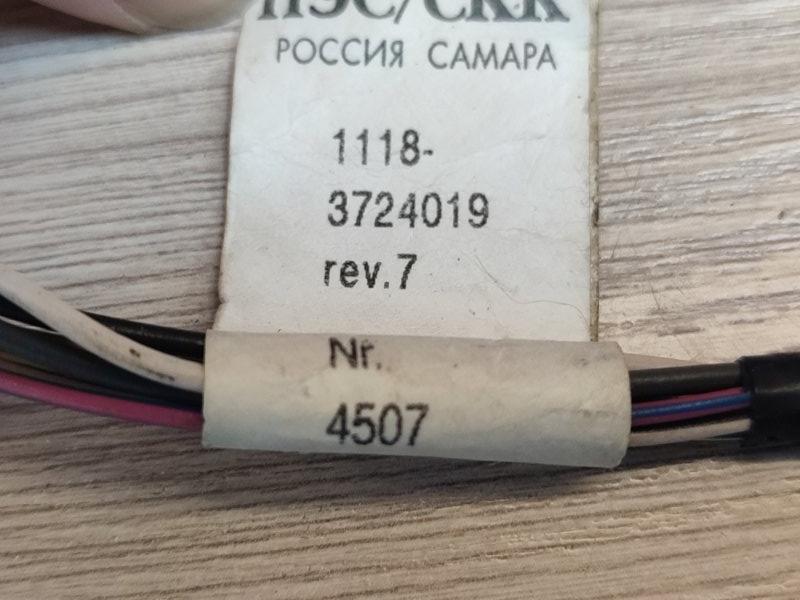 ПЭС/СКК
РОССИЯ САМАРА
1118-
3724019
rev.7
Nr.
4507